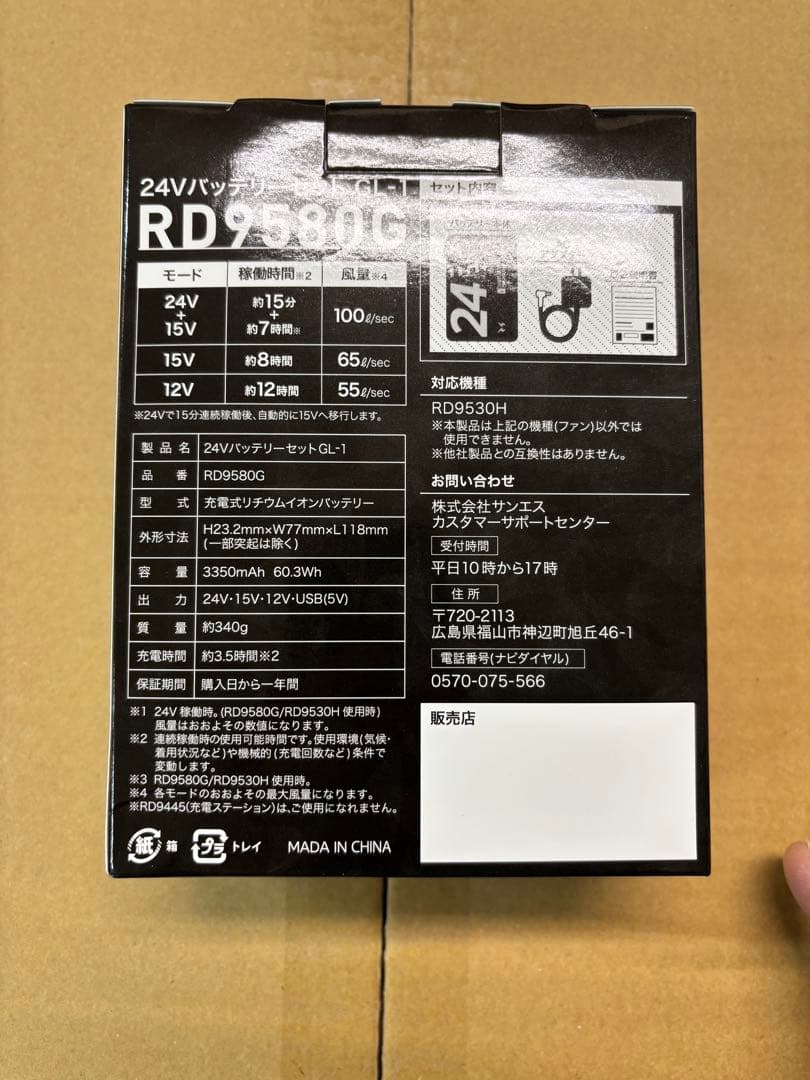 24Vバッテリーセット GL-1
RD9580G
モード 稼働時間※2 風量※4
24V+15V 約15分+約7時間※ 100ℓ/sec
15V 約8時間 65ℓ/sec
12V 約12時間 55ℓ/sec
※24Vで15分連続稼働後、自動的に15Vへ移行します。
製品名 24VバッテリーセットGL-1
品番 RD9580G
型式 充電式リチウムイオンバッテリー
外形寸法 H23.2mm×W77mm×L118mm
(一部突起は除く)
容量 3350mAh 60.3Wh
出力 24V・15V・12V・USB(5V)
質量 約340g
充電時間 約3.5時間※2
保証期間 購入日から一年間
※1 24V 稼働時。(RD9580G/RD9530H 使用時)
風量はおおよその数値になります。
※2 連続稼働時の使用可能時間です。使用環境(気候・
着用状況など)や機械的(充電回数など)条件で
変動します。
※3 RD9580G/RD9530H 使用時。
※4 各モードのおおよその最大風量になります。
※RD9445(充電ステーション)は、ご使用になれません。
紙 箱 プラ トレイ MADE IN CHINA
セット内容
バッテリー本体
24
V
対応機種
RD9530H
※本製品は上記の機種(ファン)以外では
使用できません。
※他社製品との互換性はありません。
お問い合わせ
株式会社サンエス
カスタマーサポートセンター
受付時間
平日10時から17時
住所
〒720-2113
広島県福山市神辺町旭丘46-1
電話番号(ナビダイヤル)
0570-075-566
販売店